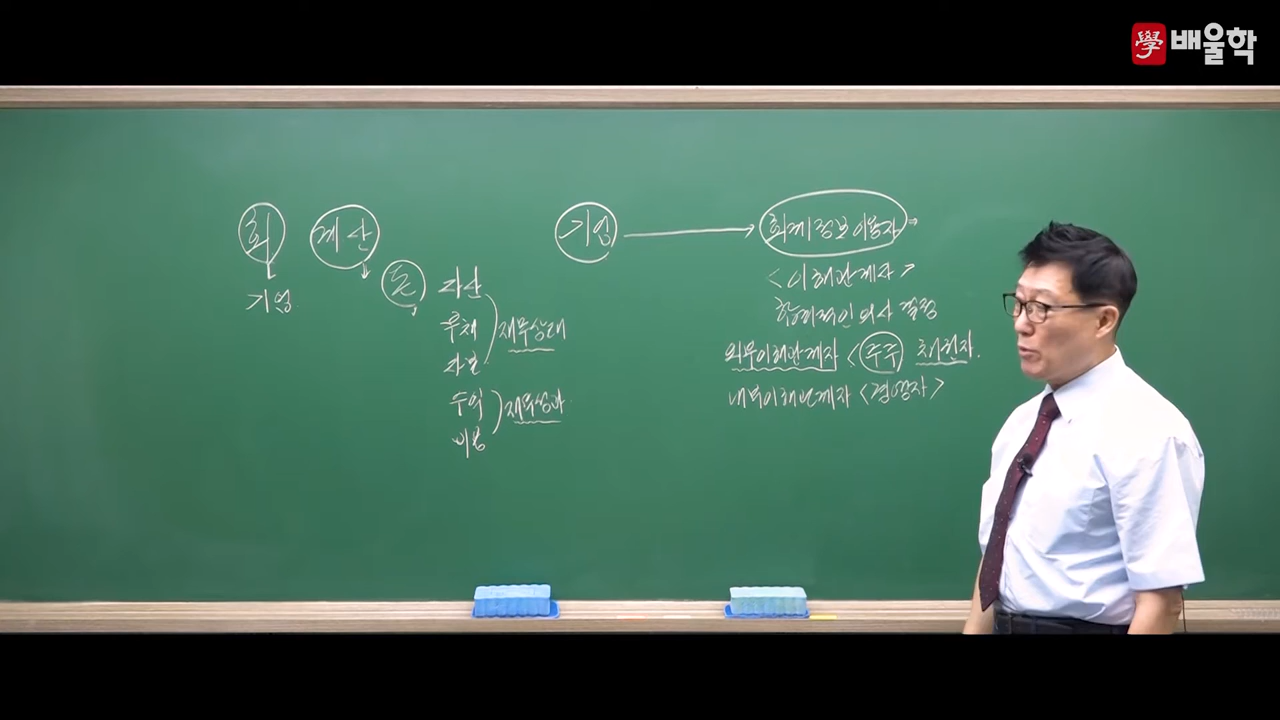 學 배울학
회 계산
기업
돈 자산
부채
자본
재무상태
수익
비용
재무성과
기업 → 회계정보이용자 ⇒
<이해관계자>
합리적인 의사결정
외부이해관계자 < 주주 채권자.
내부이해관계자 <경영자>